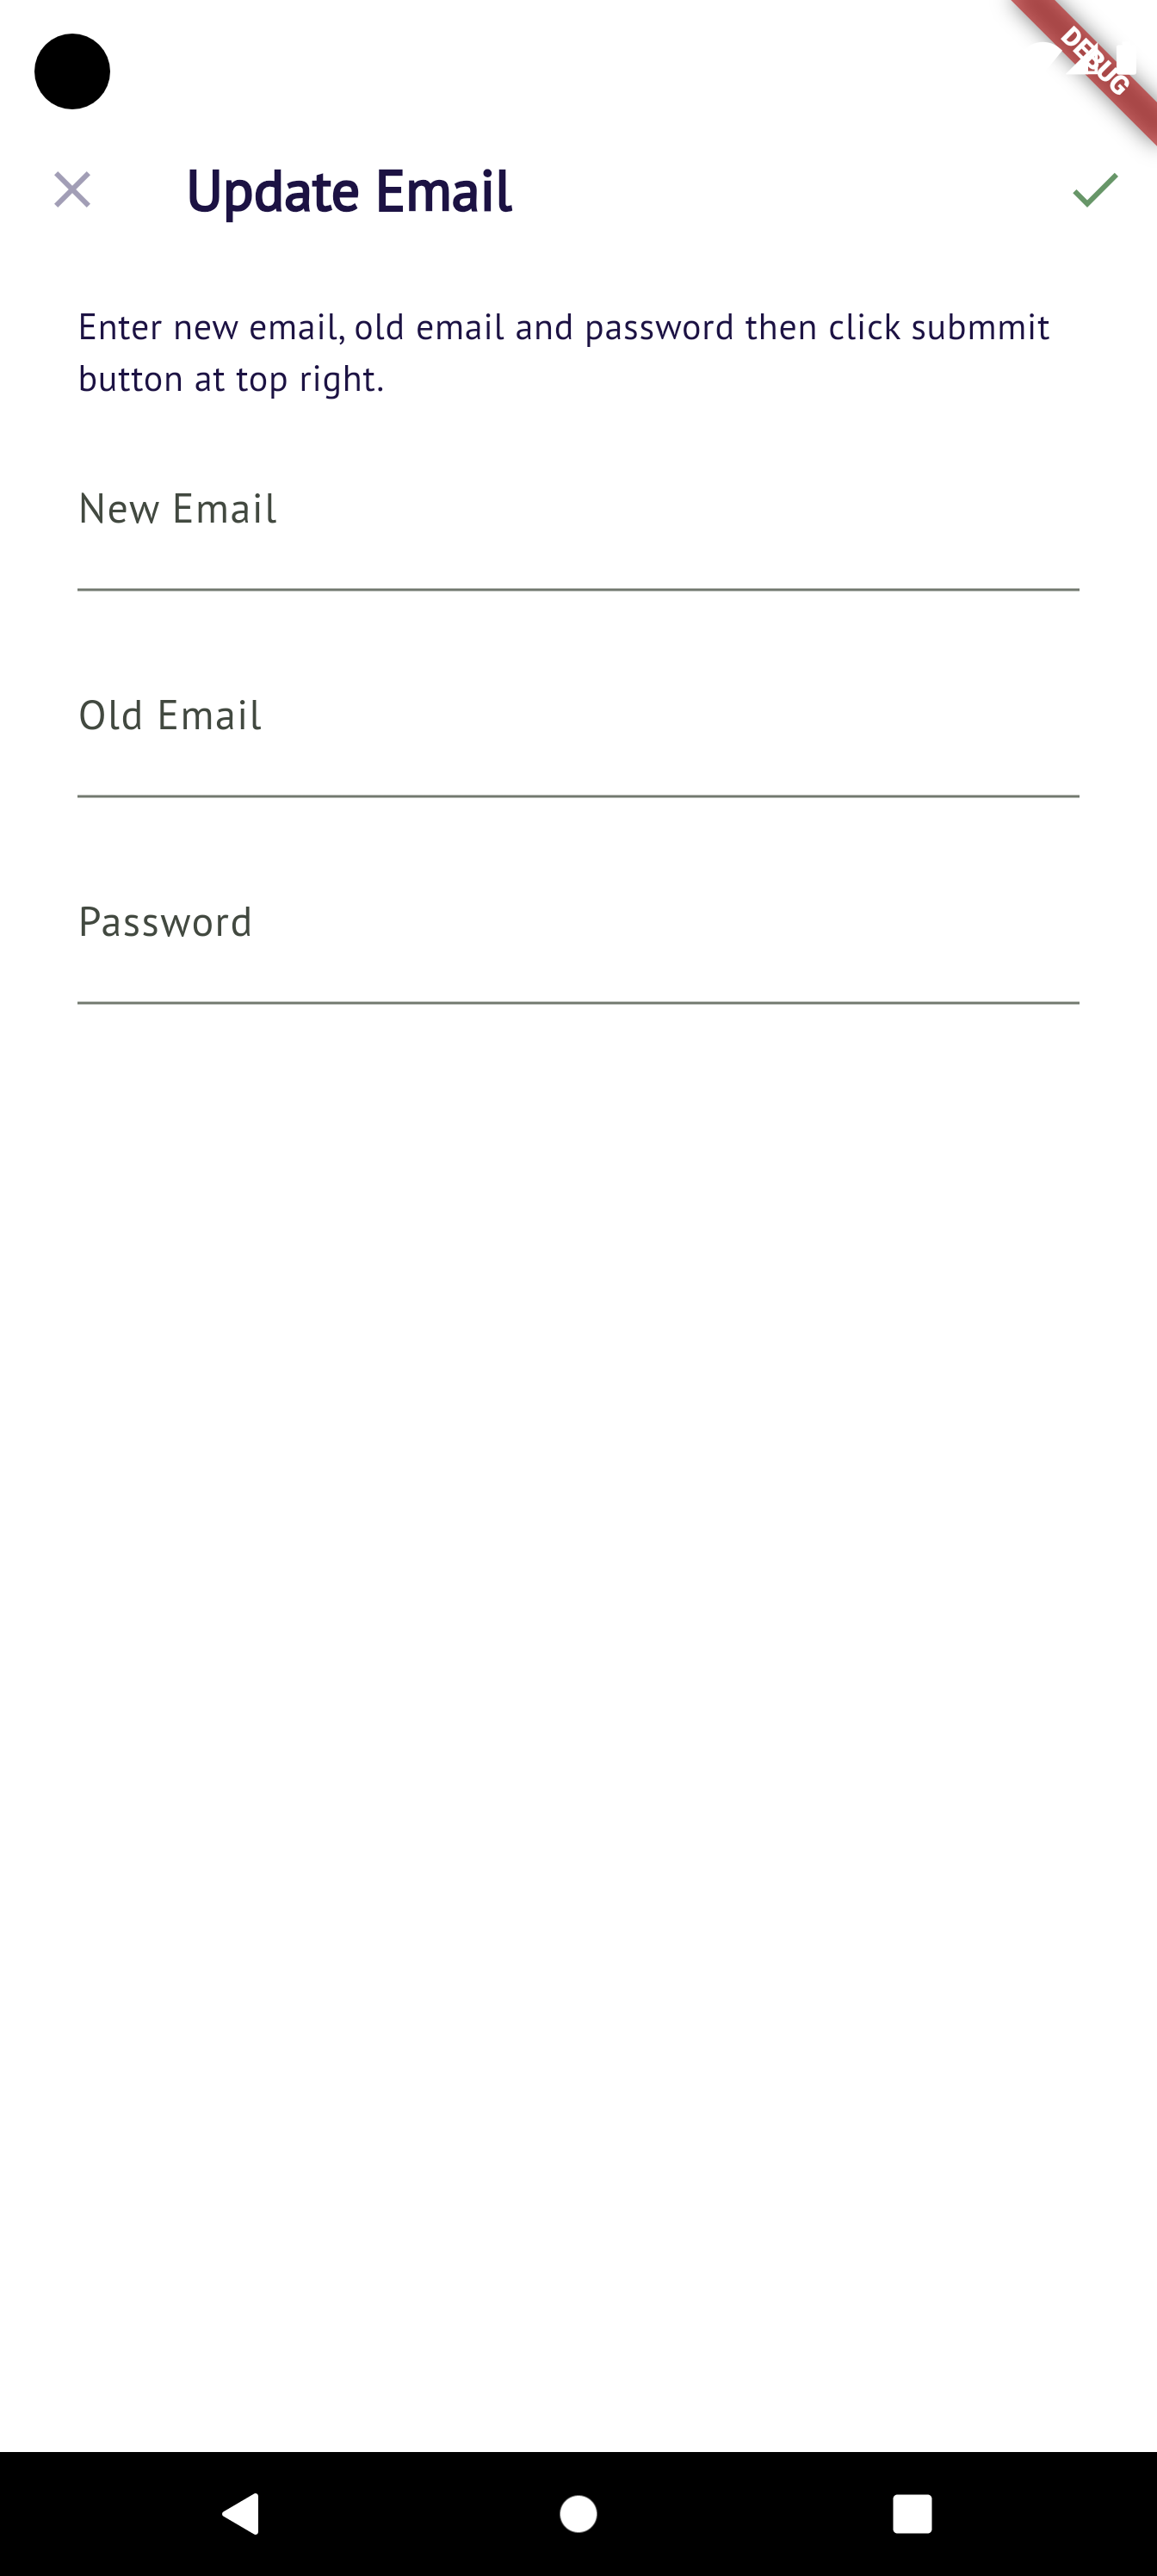 DEBUG
Update Email
Enter new email, old email and password then click submmit
button at top right.
New Email
Old Email
Password